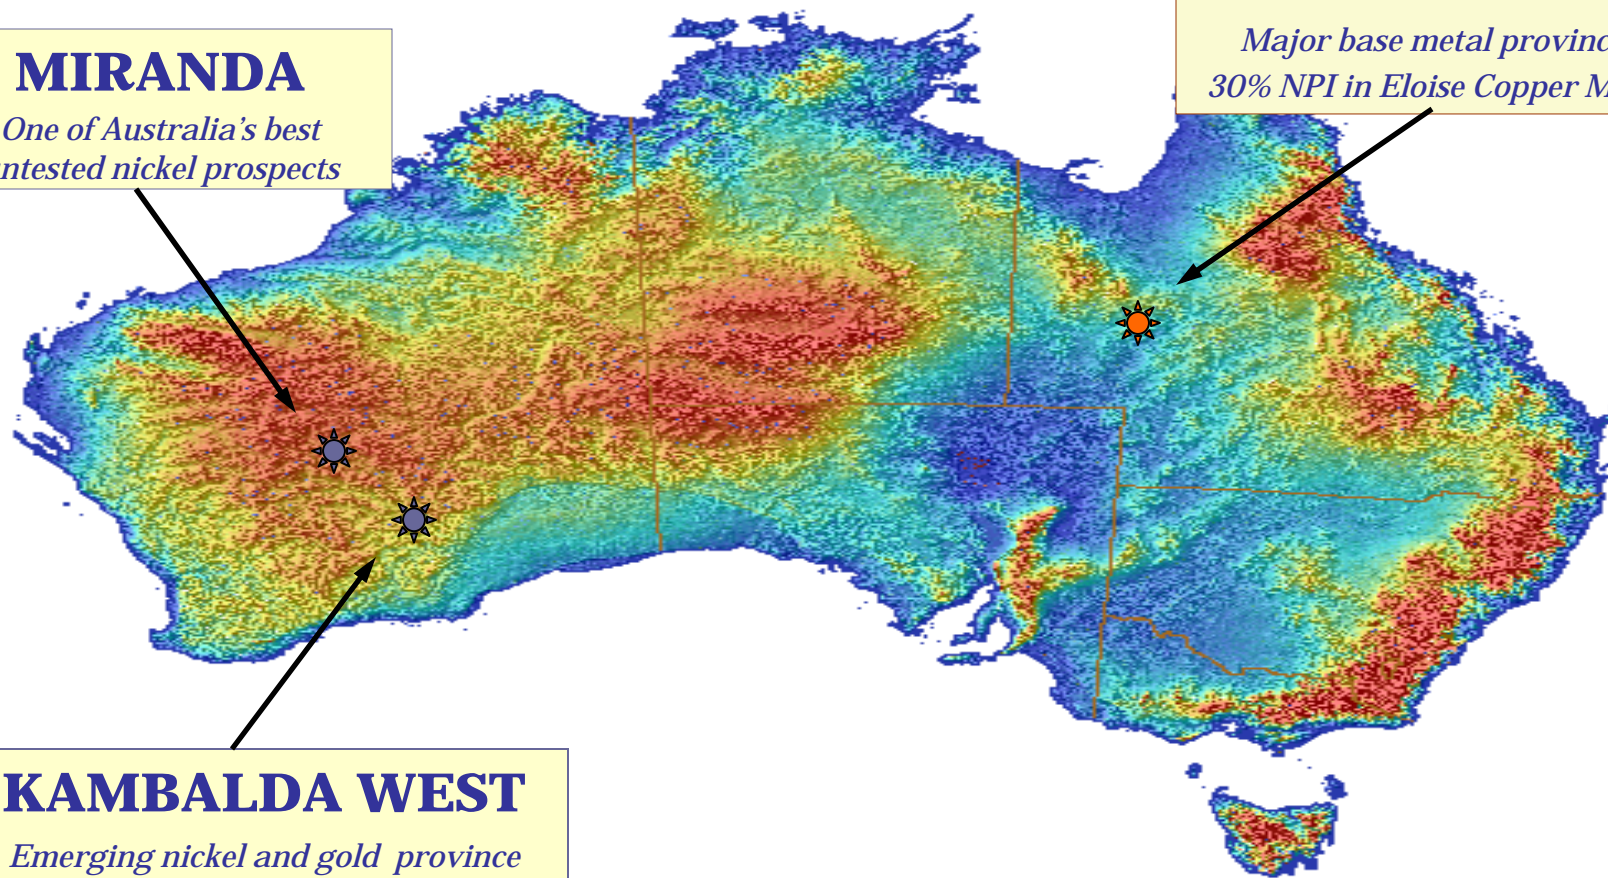 MIRANDA
One of Australia's best
ntested nickel prospects
Major base metal provinc
30% NPI in Eloise Copper M
KAMBALDA WEST
Emerging nickel and gold province